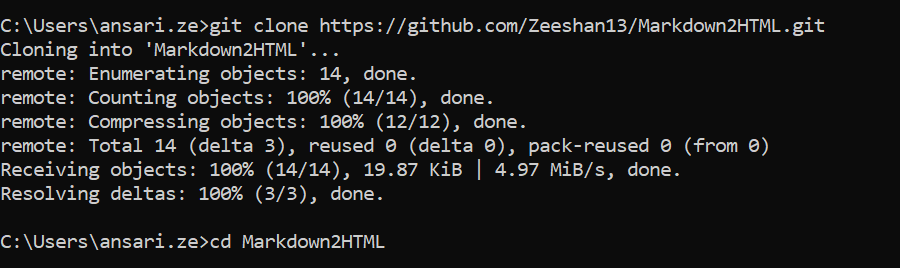 C:\Users\ansari.ze>git clone https://github.com/Zeeshan13/Markdown2HTML.git
Cloning into 'Markdown2HTML'...
remote: Enumerating objects: 14, done.
remote: Counting objects: 100% (14/14), done.
remote: Compressing objects: 100% (12/12), done.
remote: Total 14 (delta 3), reused 0 (delta 0), pack-reused 0 (from 0)
Receiving objects: 100% (14/14), 19.87 KiB | 4.97 MiB/s, done.
Resolving deltas: 100% (3/3), done.
C:\Users\ansari.ze>cd Markdown2HTML